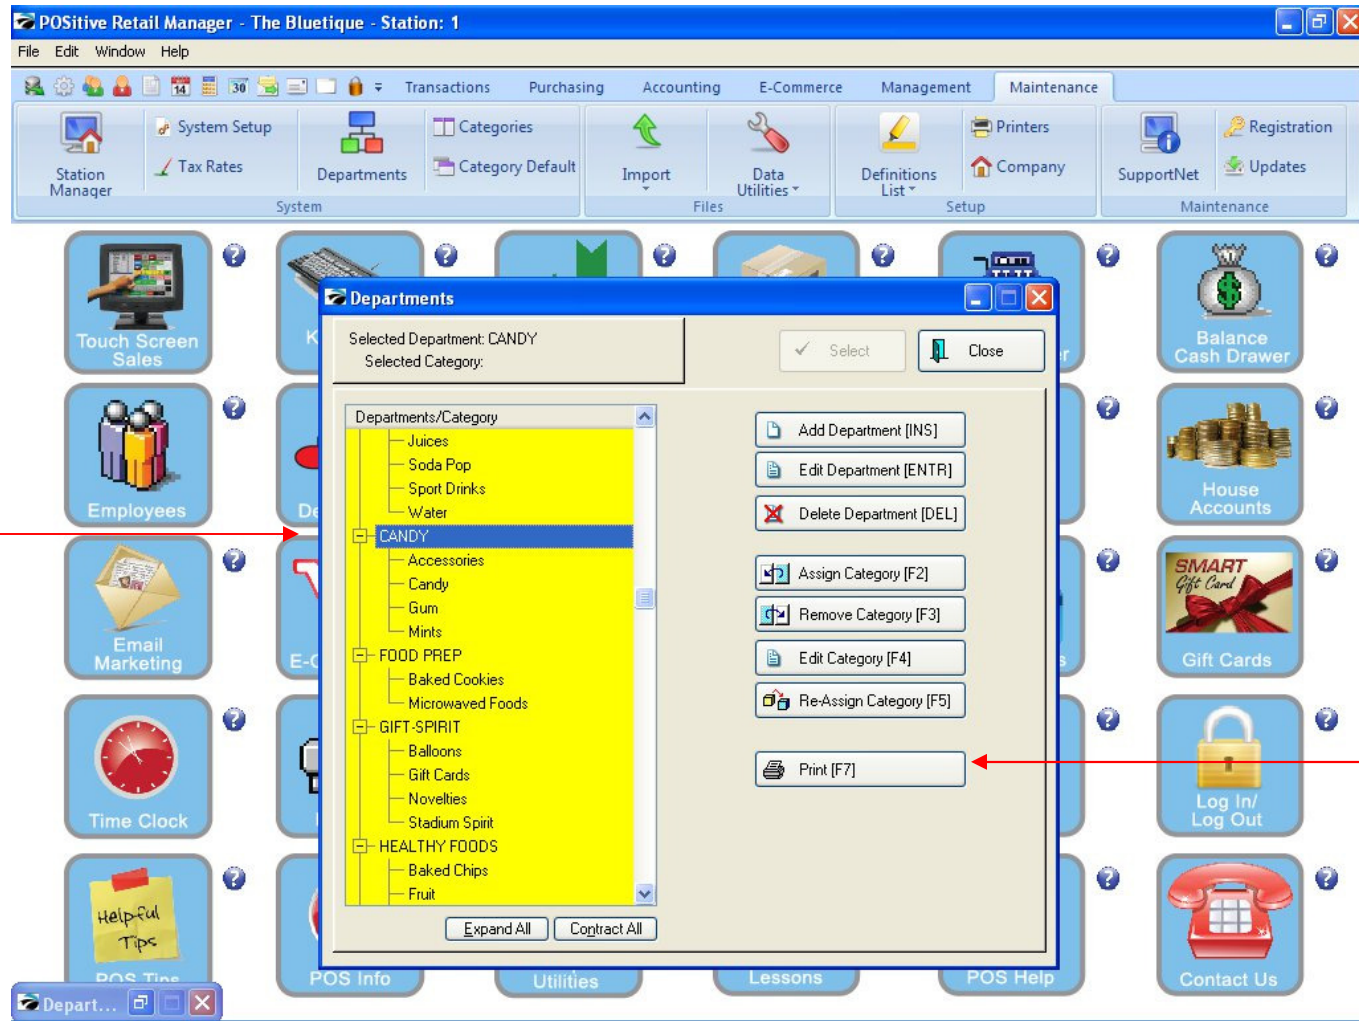 POSitive Retail Manager - The Bluetique - Station: 1
File Edit Window Help
14 30 Transactions Purchasing Accounting E-Commerce Management Maintenance
Station Manager
System Setup
Tax Rates
Departments
Categories
Category Default
System
Import
Data Utilities
Files
Definitions List
Printers
Company
Setup
SupportNet
Registration
Updates
Maintenance
Touch Screen
Sales
Balance
Cash Drawer
Employees
House
Accounts
Email
Marketing
SMART
Gift Card
Gift Cards
Time Clock
Log In/
Log Out
Helpful
Tips
POS Tips
POS Info
Utilities
Lessons
POS Help
Contact Us
Departments
Selected Department: CANDY
Selected Category:
Select
Close
Departments/Category
Juices
Soda Pop
Sport Drinks
Water
CANDY
Accessories
Candy
Gum
Mints
FOOD PREP
Baked Cookies
Microwaved Foods
GIFT-SPIRIT
Balloons
Gift Cards
Novelties
Stadium Spirit
HEALTHY FOODS
Baked Chips
Fruit
Expand All Contract All
Add Department [INS]
Edit Department [ENTR]
Delete Department [DEL]
Assign Category [F2]
Remove Category [F3]
Edit Category [F4]
Re-Assign Category [F5]
Print [F7]
Depart...